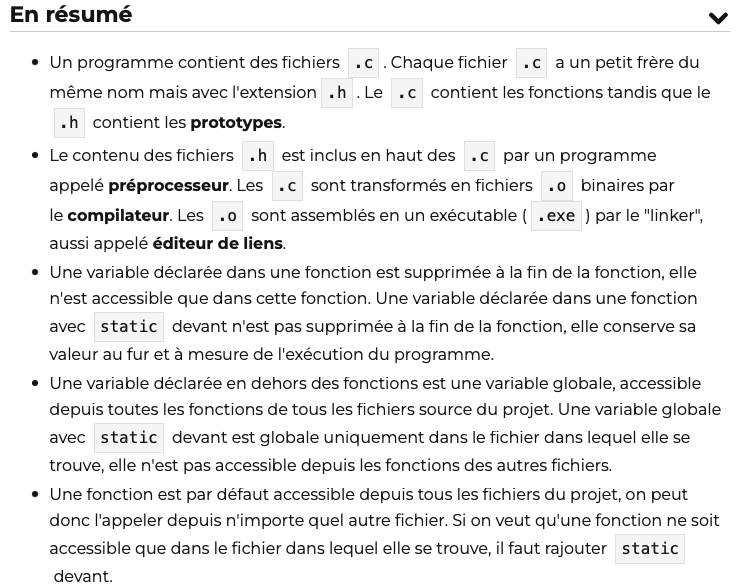 En résumé
Un programme contient des fichiers .c . Chaque fichier .c a un petit frère du
même nom mais avec l'extension .h . Le .c contient les fonctions tandis que le
.h contient les prototypes.
Le contenu des fichiers .h est inclus en haut des .c par un programme
appelé préprocesseur. Les .c sont transformés en fichiers .o binaires par
le compilateur. Les .o sont assemblés en un exécutable ( .exe ) par le "linker",
aussi appelé éditeur de liens.
Une variable déclarée dans une fonction est supprimée à la fin de la fonction, elle
n'est accessible que dans cette fonction. Une variable déclarée dans une fonction
avec static devant n'est pas supprimée à la fin de la fonction, elle conserve sa
valeur au fur et à mesure de l'exécution du programme.
Une variable déclarée en dehors des fonctions est une variable globale, accessible
depuis toutes les fonctions de tous les fichiers source du projet. Une variable globale
avec static devant est globale uniquement dans le fichier dans lequel elle se
trouve, elle n'est pas accessible depuis les fonctions des autres fichiers.
Une fonction est par défaut accessible depuis tous les fichiers du projet, on peut
donc l'appeler depuis n'importe quel autre fichier. Si on veut qu'une fonction ne soit
accessible que dans le fichier dans lequel elle se trouve, il faut rajouter static
devant.